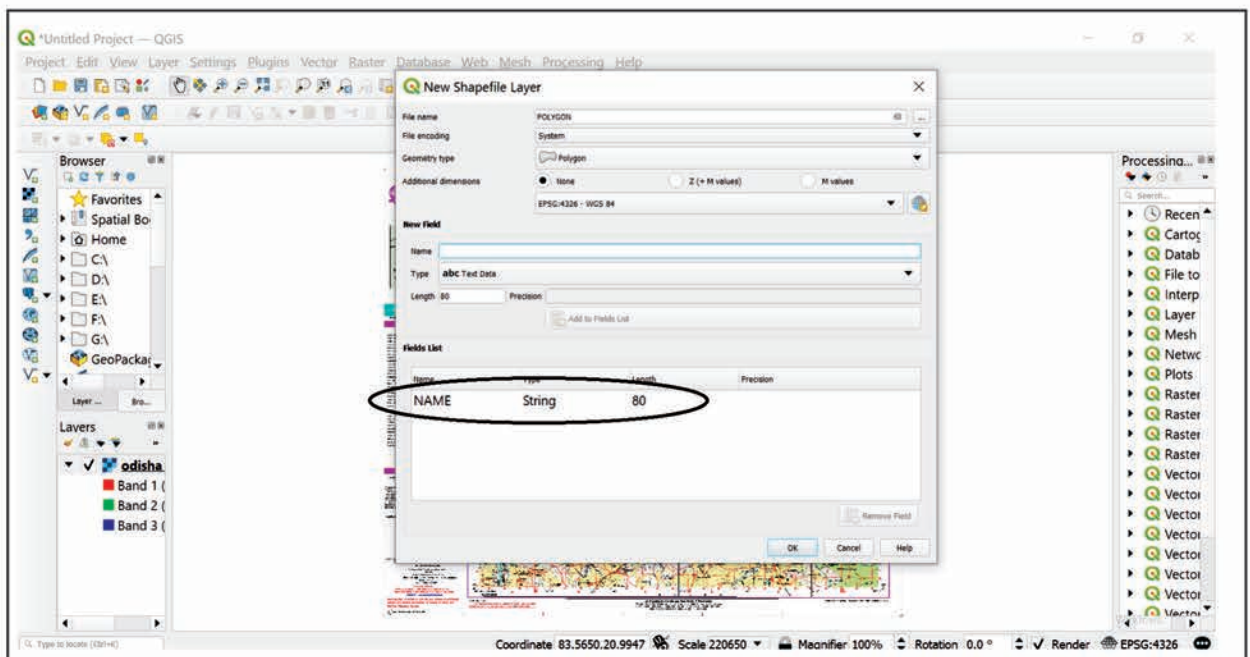 *Untitled Project — QGIS
Project Edit View Layer Settings Plugins Vector Raster Database Web Mesh Processing Help
New Shapefile Layer
File name POLYGON
File encoding System
Geometry type Polygon
Additional dimensions None Z (+ M values) M values
EPSG:4326 - WGS 84
New Field
Name
Type abc Text Data
Length 80 Precision
Add to Fields List
Fields List
Name Type Length Precision
NAME String 80
Remove Field
OK Cancel Help
Browser
Favorites
Spatial Bo
Home
C:\
D:\
E:\
F:\
G:\
GeoPackag
Layer ... Bro...
Layers
odisha
Band 1 (
Band 2 (
Band 3 (
Processing...
Search...
Recen
Cartog
Datab
File to
Interp
Layer
Mesh
Netwo
Plots
Raster
Raster
Raster
Raster
Vector
Vector
Vector
Vector
Vector
Vector
Vector
Vector
Type to locate (Ctrl+K) Coordinate 83.5650,20.9947 Scale 220650 Magnifier 100% Rotation 0.0 ° Render EPSG:4326